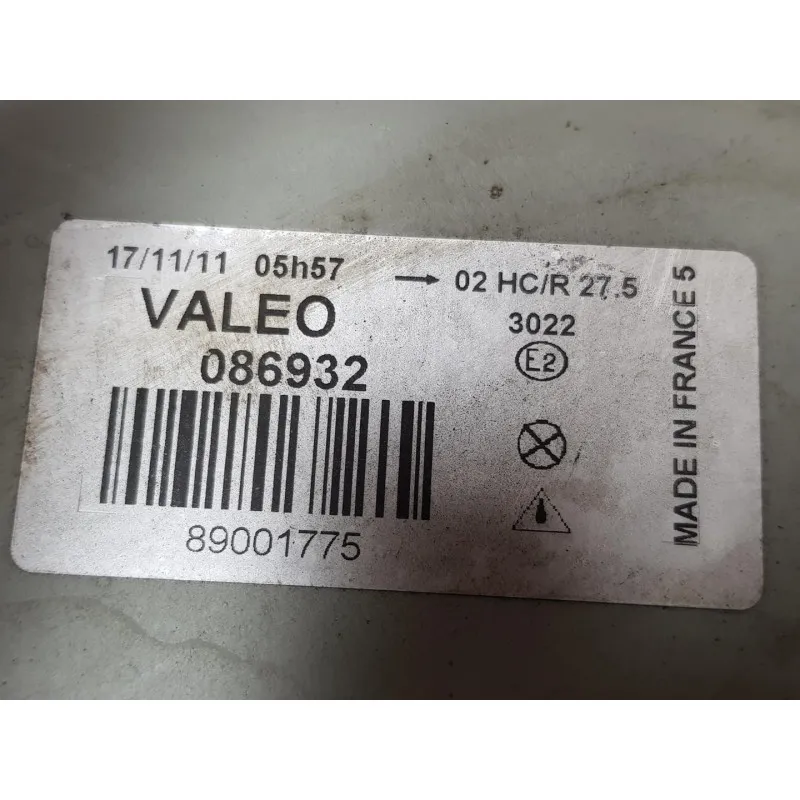 17/11/11 05h57
VALEO
086932
89001775
→ 02 HC/R 27.5
3022
E2
MADE IN FRANCE 5